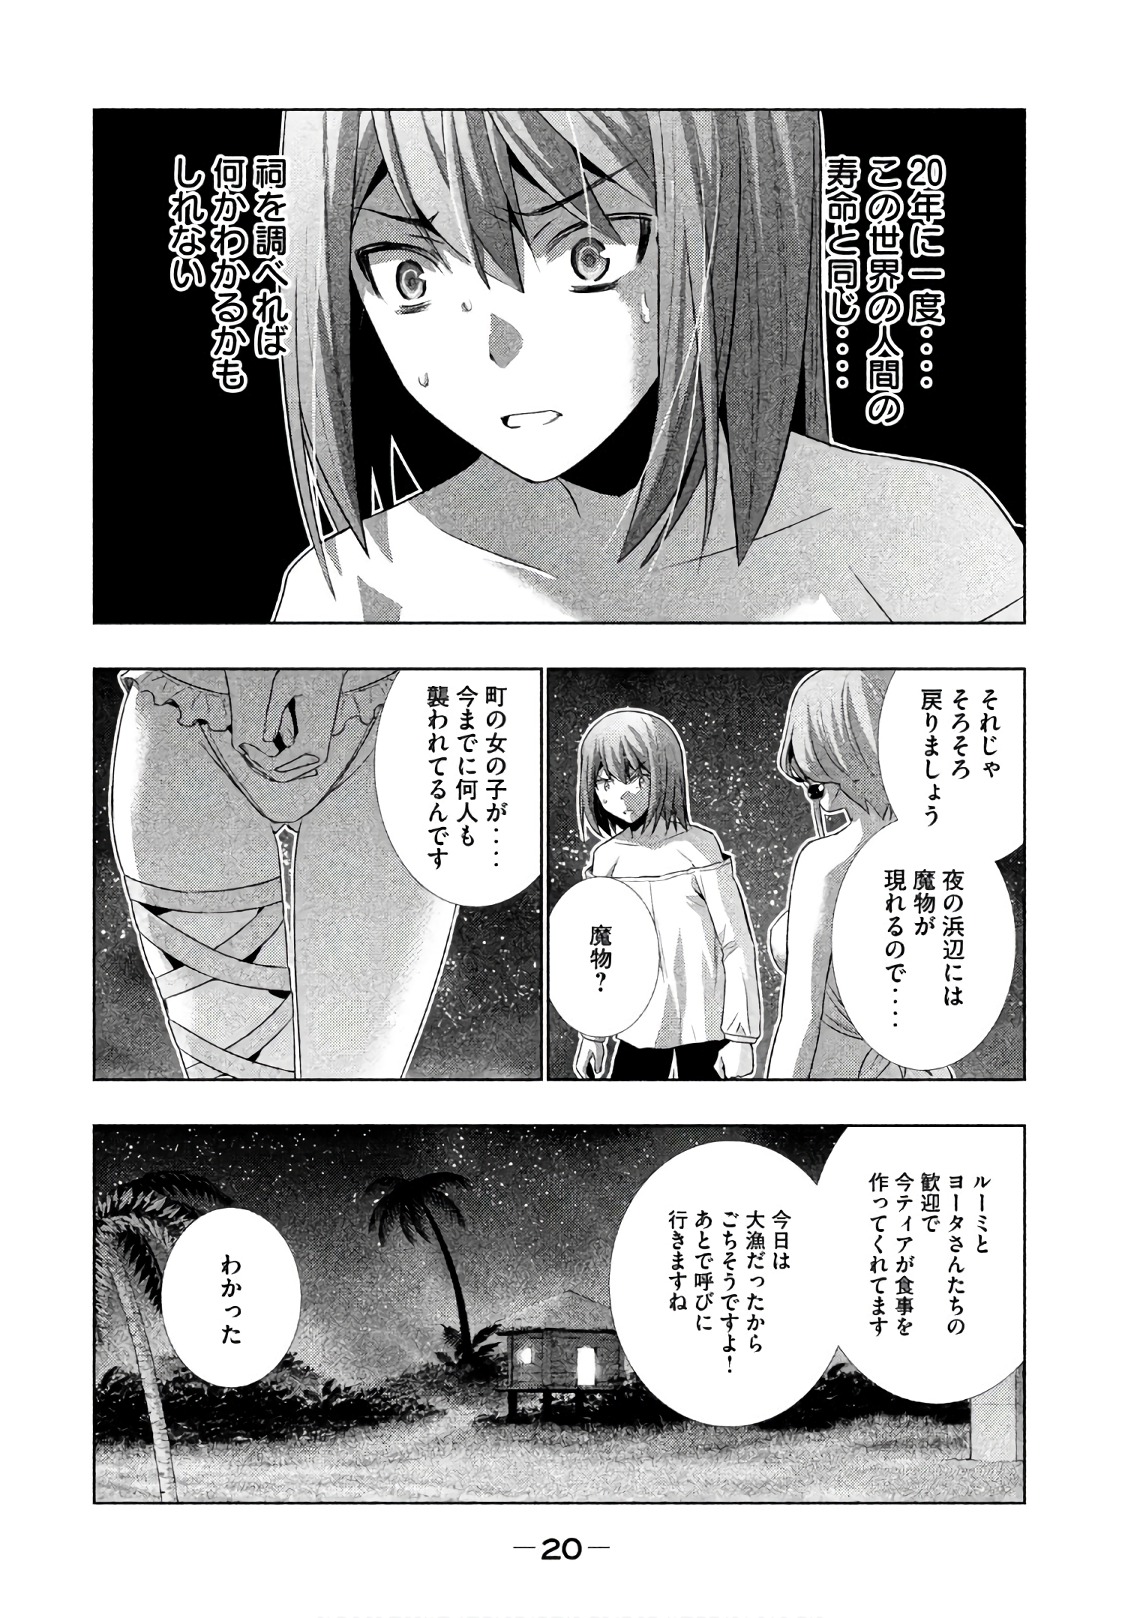 20年に一度‥‥
この世界の人間の
寿命と同じ‥‥
祠を調べれば
何かわかるかも
しれない
それじゃ
そろそろ
戻りましょう
夜の浜辺には
魔物が
現れるので‥‥
魔物？
町の女の子が‥‥
今までに何人も
襲われてるんです
ルーミと
ヨータさんたちの
歓迎で
今ティアが食事を
作ってくれてます
今日は
大漁だったから
ごちそうですよ！
あとで呼びに
行きますね
わかった
―20―